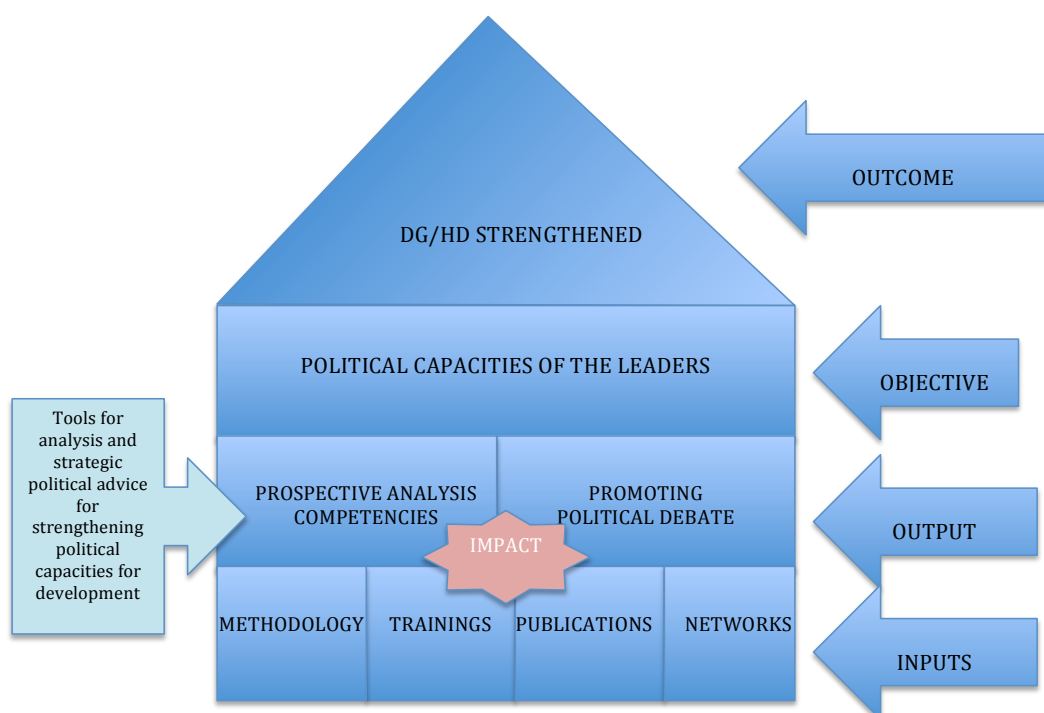 OUTCOME
DG/HD STRENGTHENED
POLITICAL CAPACITIES OF THE LEADERS
OBJECTIVE
Tools for
analysis and
strategic
political advice
for
strengthening
political
capacities for
development
PROSPECTIVE ANALYSIS
COMPETENCIES
PROMOTING
POLITICAL DEBATE
OUTPUT
IMPACT
METHODOLOGY
TRAININGS
PUBLICATIONS
NETWORKS
INPUTS